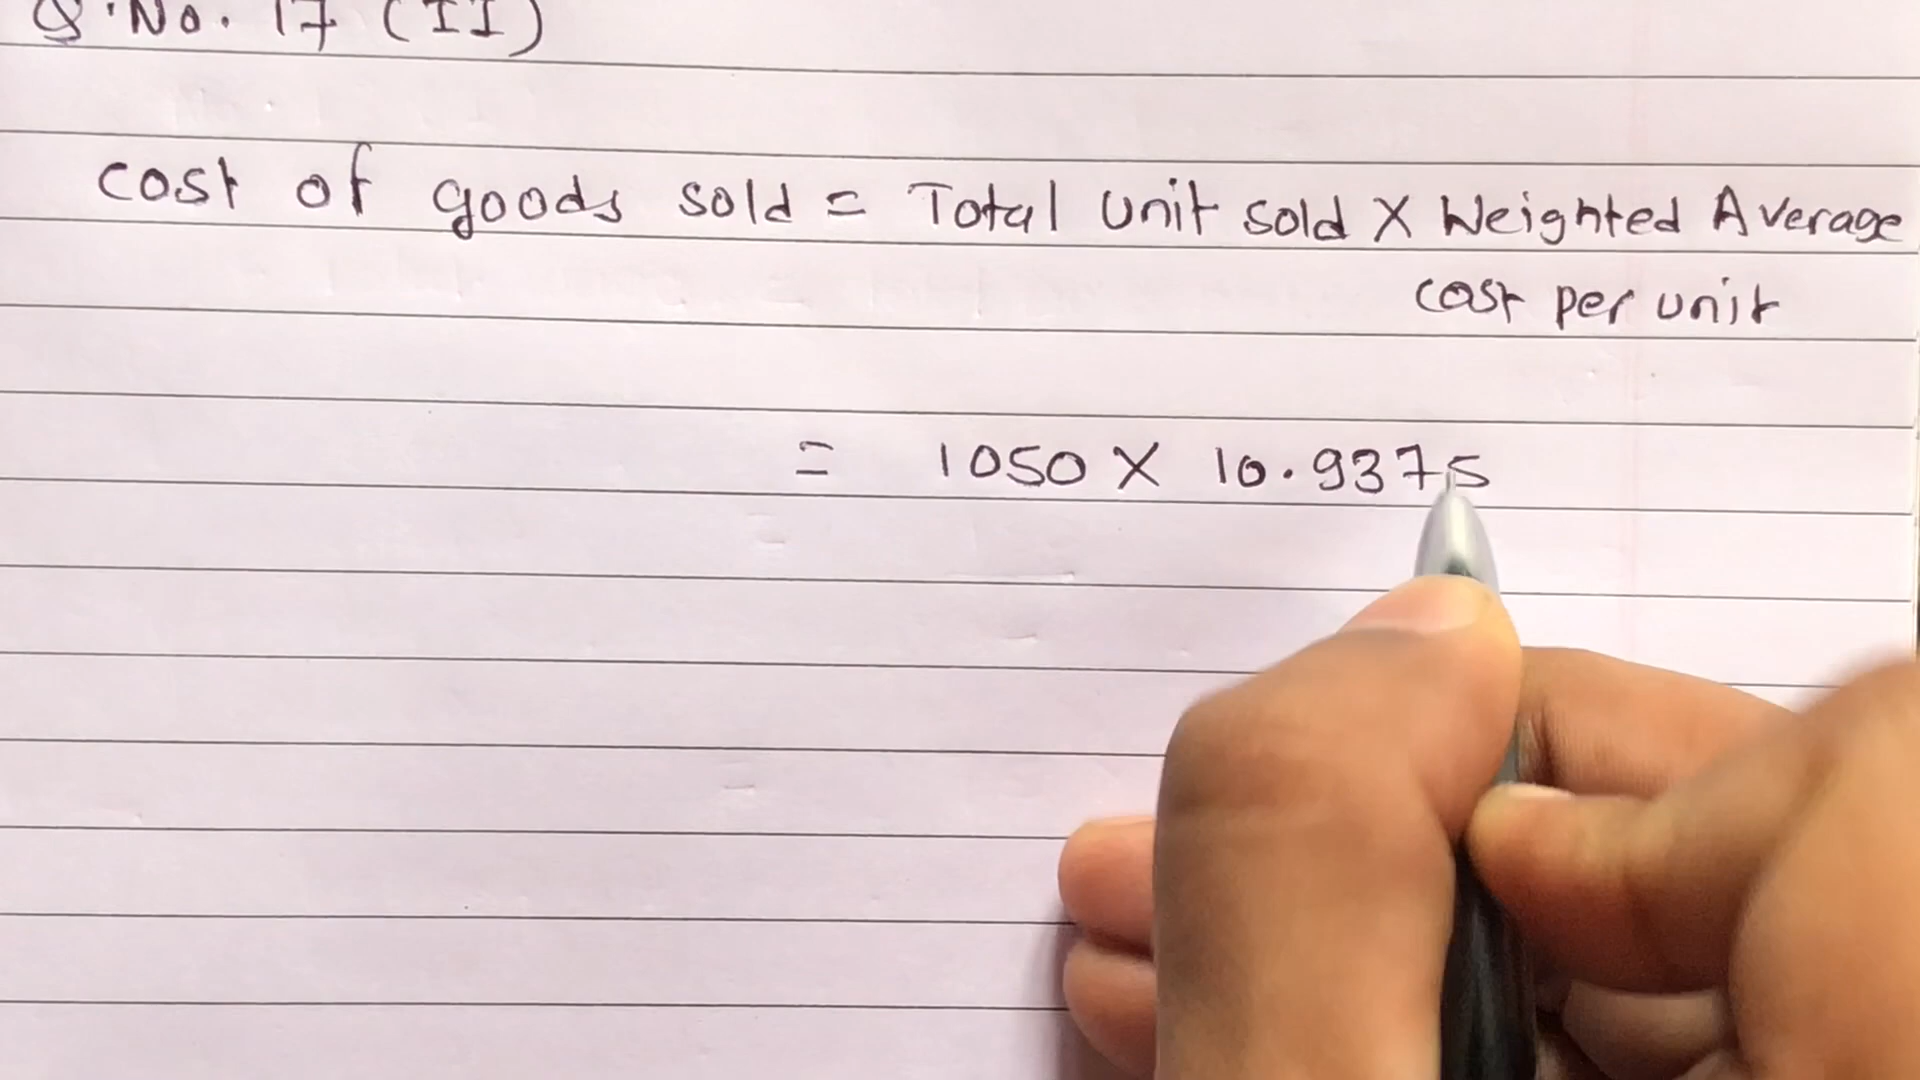 Q.No. 17 (II)
cost of goods sold = Total Unit sold X Weighted Average
cost per unit
= 1050 X 10.9375